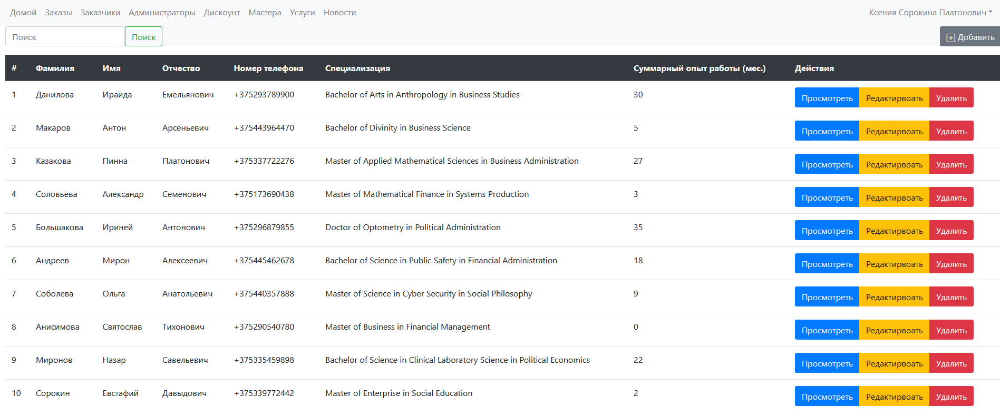 Домой Заказы Заказчики Администраторы Дискоунт Мастера Услуги Новости Ксения Сорокина Платонович
Поиск Поиск Добавить
# Фамилия Имя Отчество Номер телефона Специализация Суммарный опыт работы (мес.) Действия
1 Данилова Ираида Емельянович +375293789900 Bachelor of Arts in Anthropology in Business Studies 30 Просмотреть Редактирвоать Удалить
2 Макаров Антон Арсеньевич +375443964470 Bachelor of Divinity in Business Science 5 Просмотреть Редактирвоать Удалить
3 Казакова Пинна Платонович +375337722276 Master of Applied Mathematical Sciences in Business Administration 27 Просмотреть Редактирвоать Удалить
4 Соловьева Александр Семенович +375173690438 Master of Mathematical Finance in Systems Production 3 Просмотреть Редактирвоать Удалить
5 Большакова Ириней Антонович +375296879855 Doctor of Optometry in Political Administration 35 Просмотреть Редактирвоать Удалить
6 Андреев Мирон Алексеевич +375445462678 Bachelor of Science in Public Safety in Financial Administration 18 Просмотреть Редактирвоать Удалить
7 Соболева Ольга Анатольевич +375440357888 Master of Science in Cyber Security in Social Philosophy 9 Просмотреть Редактирвоать Удалить
8 Анисимова Святослав Тихонович +375290540780 Master of Business in Financial Management 0 Просмотреть Редактирвоать Удалить
9 Миронов Назар Савельевич +375335459898 Bachelor of Science in Clinical Laboratory Science in Political Economics 22 Просмотреть Редактирвоать Удалить
10 Сорокин Евстафий Давыдович +375339772442 Master of Enterprise in Social Education 2 Просмотреть Редактирвоать Удалить